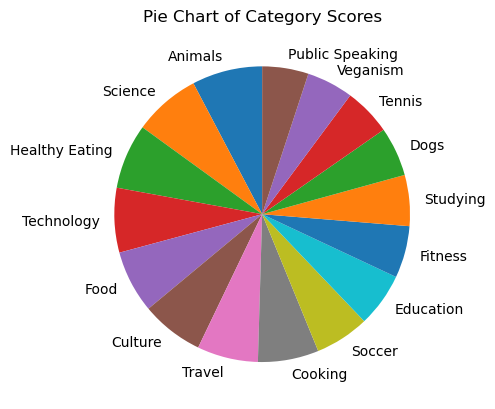 Pie Chart of Category Scores
Animals
Science
Healthy Eating
Technology
Food
Culture
Travel
Cooking
Soccer
Education
Fitness
Studying
Dogs
Tennis
Veganism
Public Speaking